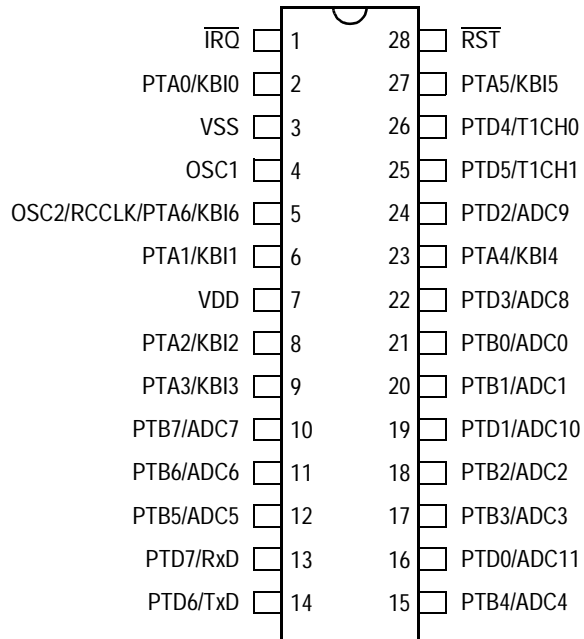 IRQ 1 28 RST
PTA0/KBI0 2 27 PTA5/KBI5
VSS 3 26 PTD4/T1CH0
OSC1 4 25 PTD5/T1CH1
OSC2/RCCLK/PTA6/KBI6 5 24 PTD2/ADC9
PTA1/KBI1 6 23 PTA4/KBI4
VDD 7 22 PTD3/ADC8
PTA2/KBI2 8 21 PTB0/ADC0
PTA3/KBI3 9 20 PTB1/ADC1
PTB7/ADC7 10 19 PTD1/ADC10
PTB6/ADC6 11 18 PTB2/ADC2
PTB5/ADC5 12 17 PTB3/ADC3
PTD7/RxD 13 16 PTD0/ADC11
PTD6/TxD 14 15 PTB4/ADC4